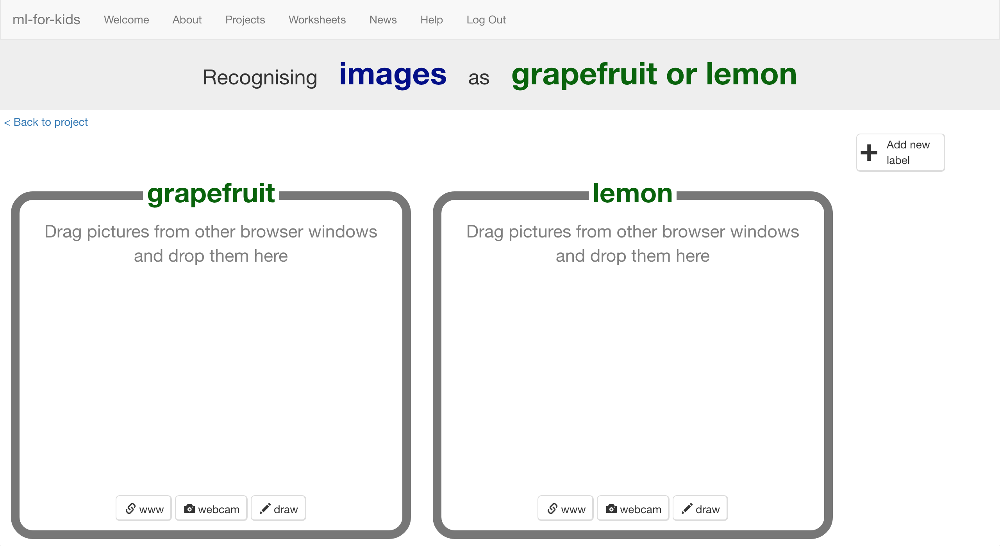 ml-for-kids Welcome About Projects Worksheets News Help Log Out
Recognising images as grapefruit or lemon
< Back to project
Add new
label
grapefruit
Drag pictures from other browser windows
and drop them here
www webcam draw
lemon
Drag pictures from other browser windows
and drop them here
www webcam draw